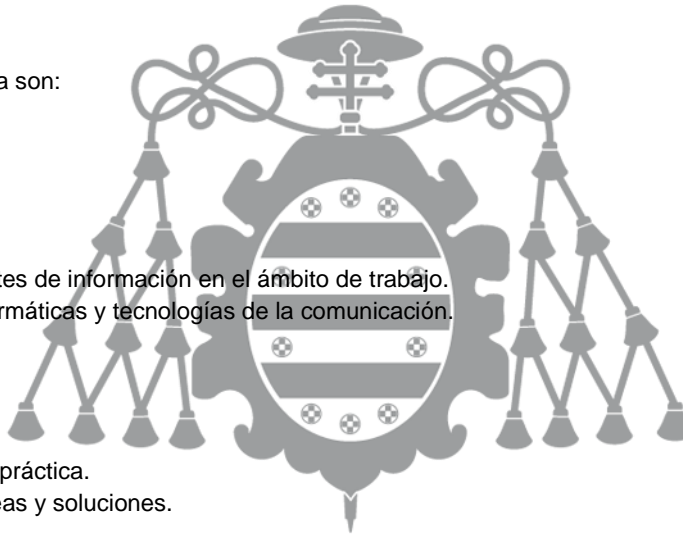 a son:
tes de información en el ámbito de trabajo.
rmáticas y tecnologías de la comunicación.
práctica.
eas y soluciones.